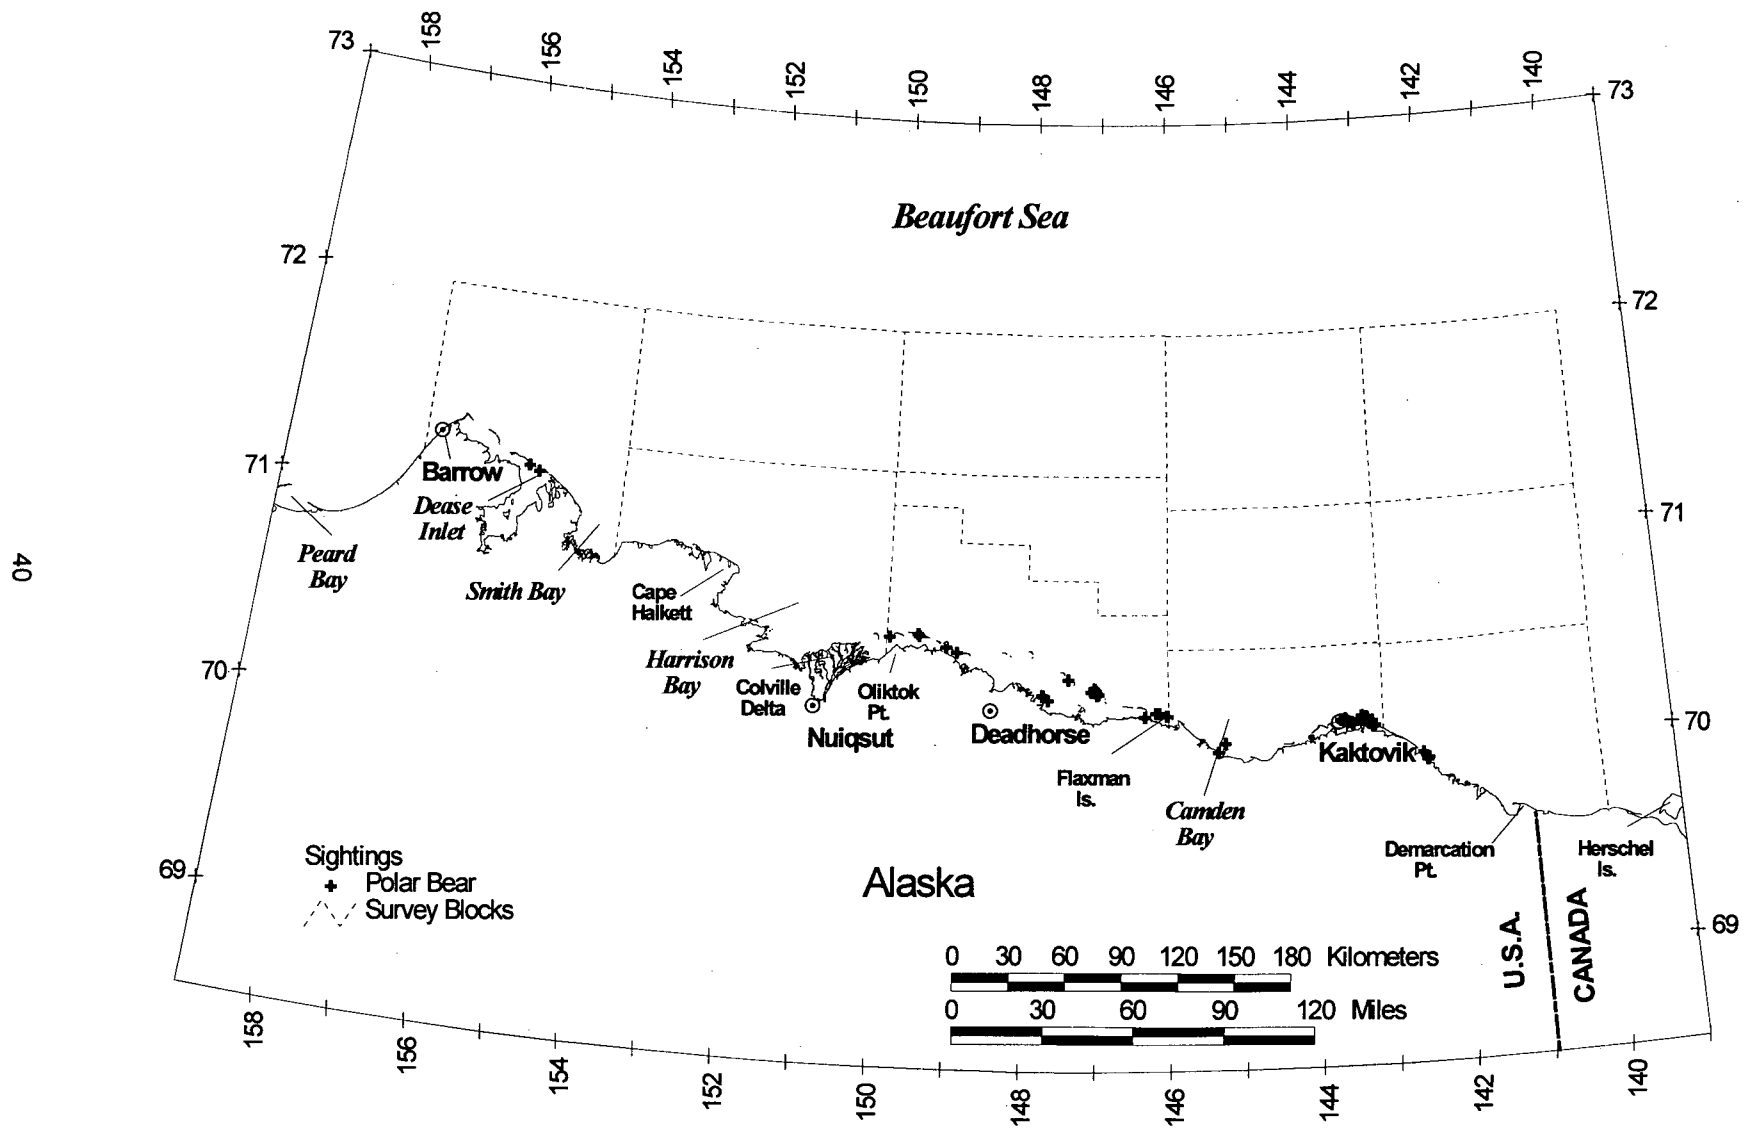 158
156
154
152
150
148
146
144
142
140
73
73
Beaufort Sea
72
72
71
71
Barrow
Dease
Inlet
Peard
Bay
Smith Bay
Cape
Halkett
Harrison
Bay
70
70
Colville
Delta
Oliktok
Pt.
Nuiqsut
Deadhorse
Flaxman
Is.
Camden
Bay
Kaktovik
Demarcation
Pt.
Herschel
Is.
Alaska
69
69
Sightings
Polar Bear
Survey Blocks
U.S.A.
CANADA
0 30 60 90 120 150 180 Kilometers
0 30 60 90 120 Miles
158
156
154
152
150
148
146
144
142
140
40